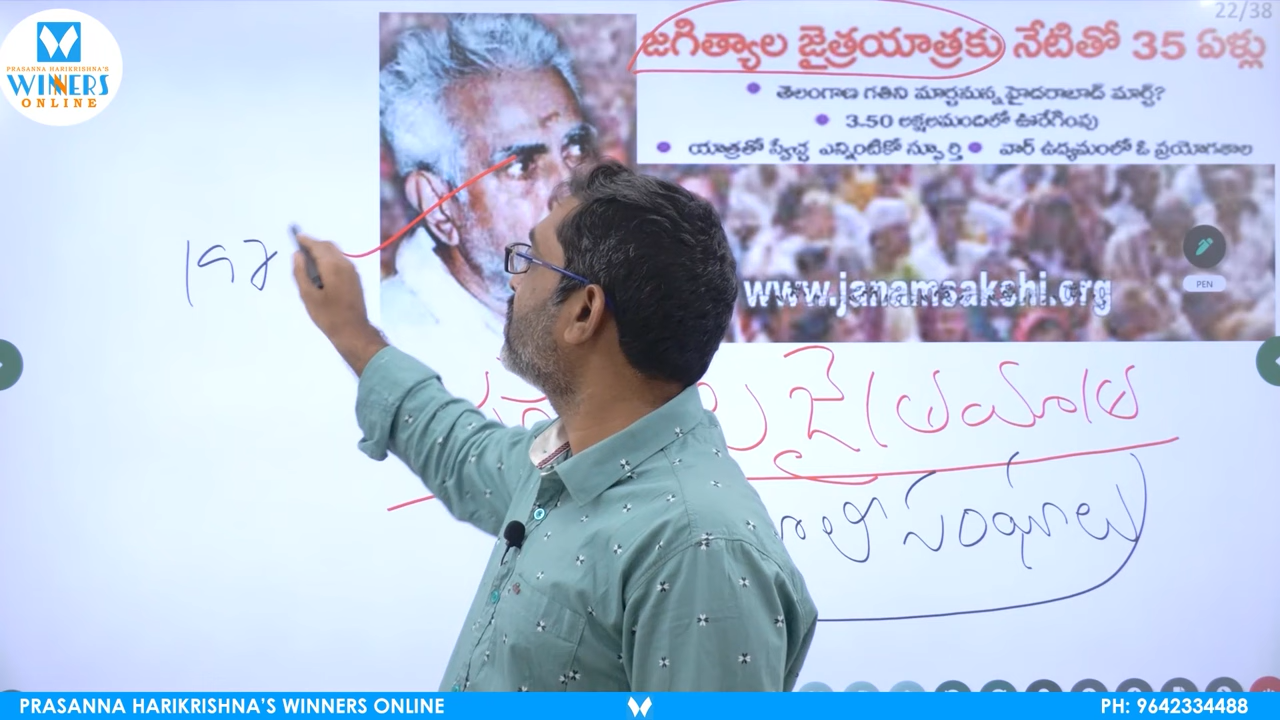 22/38
PRASANNA HARIKRISHNA'S
WINNERS
ONLINE
జగిత్యాల జైత్రయాత్రకు నేటితో 35 ఏళ్లు
• తెలంగాణ గతిని మార్చనున్న హైదరాబాద్ మార్చ్?
• 3.50 లక్షలమందిలో ఊరేగింపు
• యాత్రతో స్వేచ్ఛ ఎన్నింటికో స్ఫూర్తి • వార్ ఉద్యమంలో ఓ ప్రయోగశాల
197
PEN
www.janamsakshi.org
జైత్రయాత్ర
సంఘాలు
PRASANNA HARIKRISHNA'S WINNERS ONLINE
PH: 9642334488